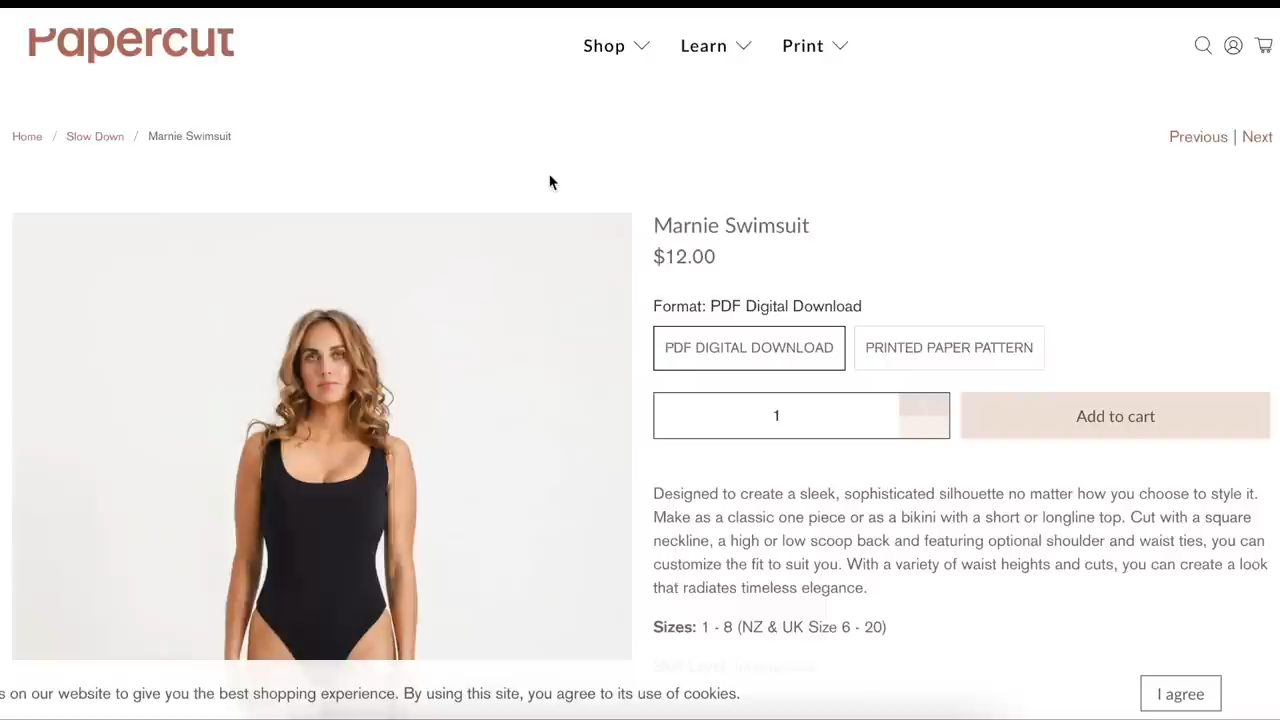 Papercut
Shop
Learn
Print
Home / Slow Down / Marnie Swimsuit
Previous | Next
Marnie Swimsuit
$12.00
Format: PDF Digital Download
PDF DIGITAL DOWNLOAD
PRINTED PAPER PATTERN
1
Add to cart
Designed to create a sleek, sophisticated silhouette no matter how you choose to style it.
Make as a classic one piece or as a bikini with a short or longline top. Cut with a square
neckline, a high or low scoop back and featuring optional shoulder and waist ties, you can
customize the fit to suit you. With a variety of waist heights and cuts, you can create a look
that radiates timeless elegance.
Sizes: 1 - 8 (NZ & UK Size 6 - 20)
s on our website to give you the best shopping experience. By using this site, you agree to its use of cookies.
I agree